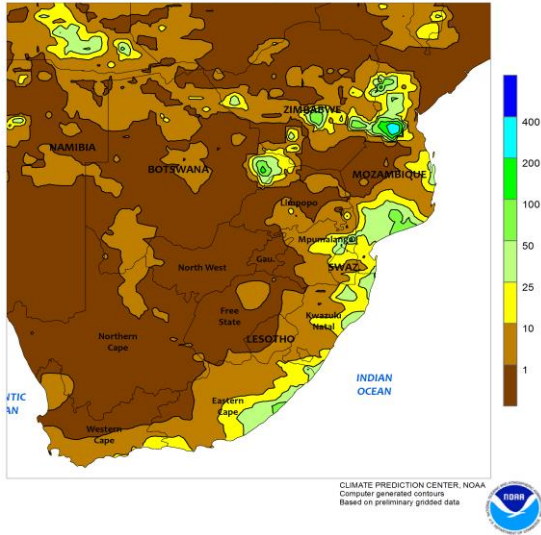 ZIMBABWE
NAMIBIA
BOTSWANA
MOZAMBIQUE
Limpopo
Mpumalanga
Gau.
SWAZ.
North West
Free
State
Kwazulu
Natal
LESOTHO
Northern
Cape
Eastern
Cape
Western
Cape
NTIC
AN
INDIAN
OCEAN
400
200
100
50
25
10
1
CLIMATE PREDICTION CENTER, NOAA
Computer generated contours
Based on preliminary gridded data
NOAA